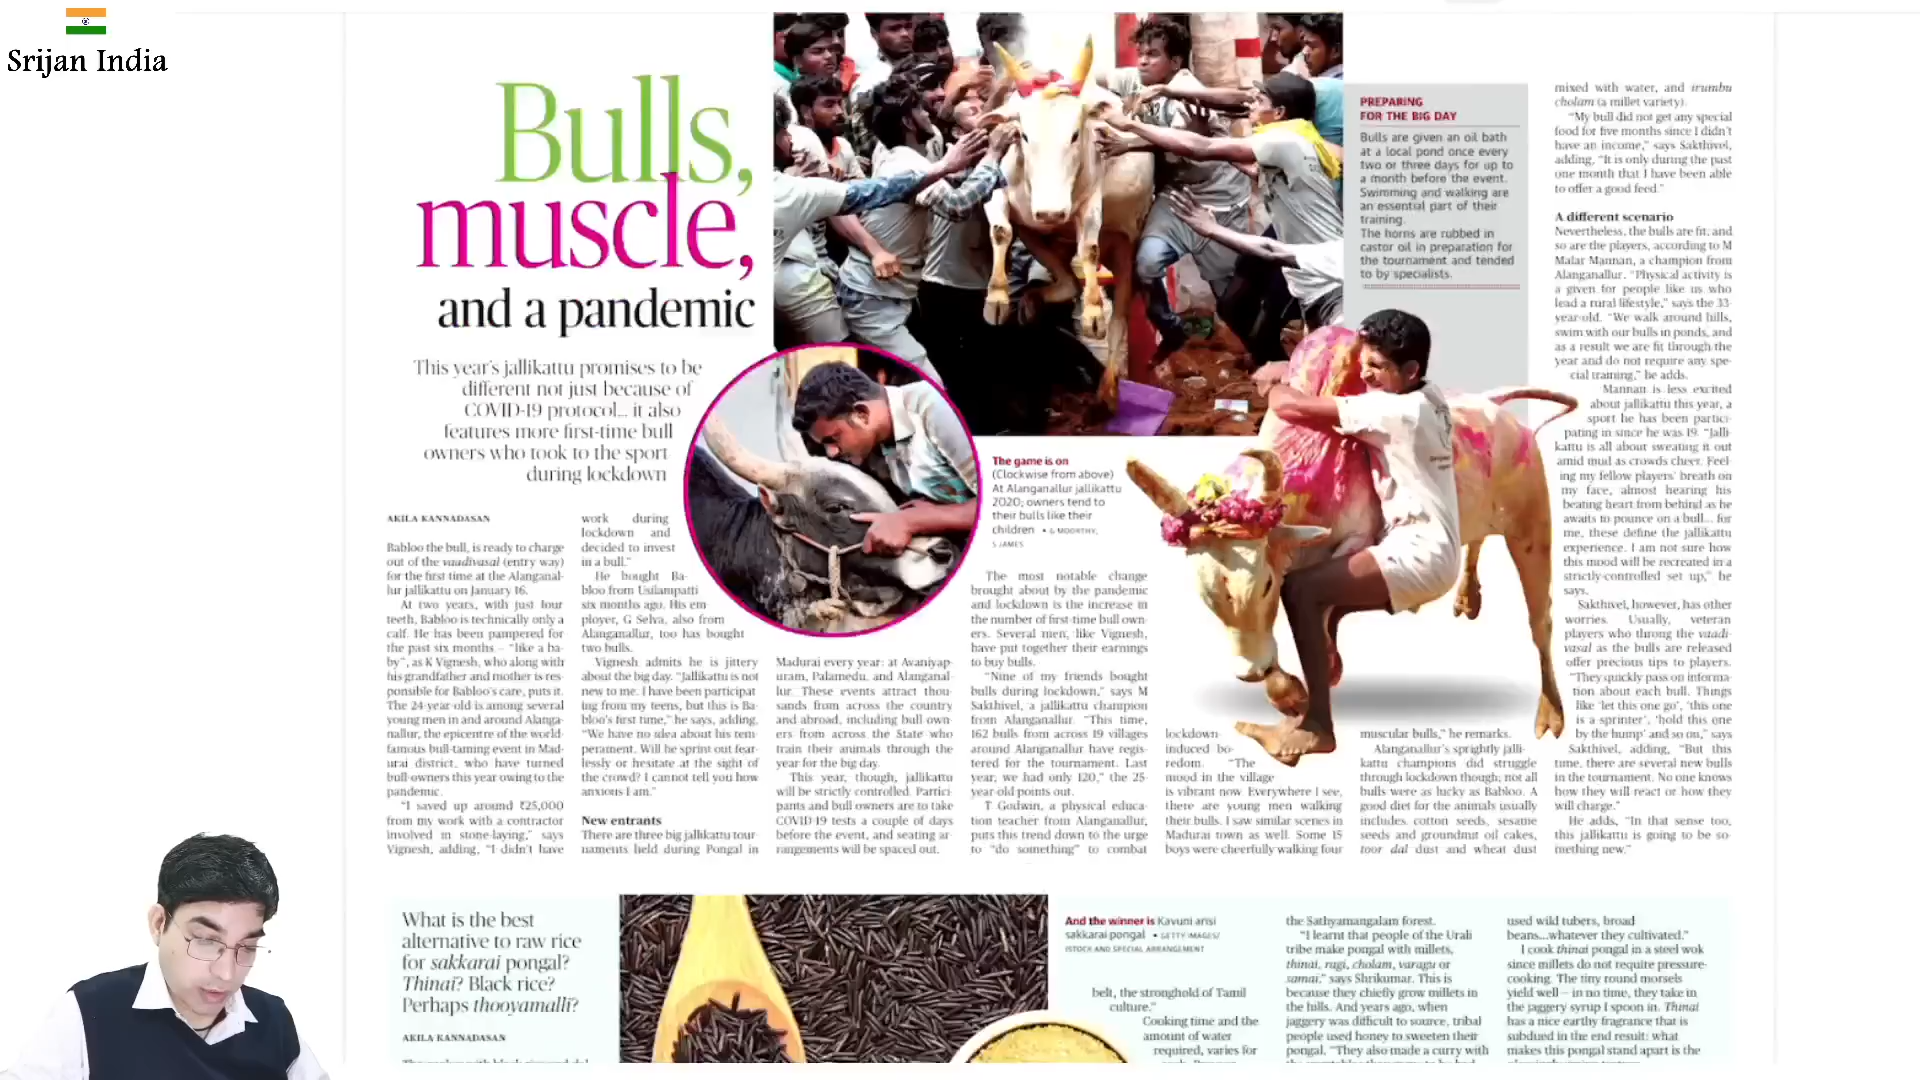 Srijan India
Bulls,
muscle,
and a pandemic
This year's jallikattu promises to be
different not just because of
COVID-19 protocol... it also
features more first-time bull
owners who took to the sport
during lockdown
AKILA KANNADASAN
Babloo the bull, is ready to charge
out of the vaadivasal (entry way)
for the first time at the Alanganal-
lur jallikattu on January 16.
At two years, with just four
teeth, Babloo is technically only a
calf. He has been pampered for
the past six months – "like a ba-
by", as K Vignesh, who along with
his grandfather and mother is res-
ponsible for Babloo's care, puts it.
The 24-year-old is among several
young men in and around Alanga-
nallur, the epicentre of the world-
famous bull-taming event in Mad-
urai district, who have turned
bull-owners this year owing to the
pandemic.
"I saved up around ₹25,000
from my work with a contractor
involved in stone-laying," says
Vignesh, adding, "I didn't have
work during
lockdown and
decided to invest
in a bull."
He bought Ba-
bloo from Usilampatti
six months ago. His em
ployer, G Selva, also from
Alanganallur, too has bought
two bulls.
Vignesh admits he is jittery
about the big day. "Jallikattu is not
new to me. I have been participat
ing from my teens, but this is Ba-
bloo's first time," he says, adding,
"We have no idea about his tem-
perament. Will he sprint out fear-
lessly or hesitate at the sight of
the crowd? I cannot tell you how
anxious I am."
New entrants
There are three big jallikattu tour-
naments held during Pongal in
Madurai every year: at Avaniyap-
uram, Palamedu, and Alanganal-
lur. These events attract thou-
sands from across the country
and abroad, including bull own-
ers from across the State who
train their animals through the
year for the big day.
This year, though, jallikattu
will be strictly controlled. Partici-
pants and bull owners are to take
COVID-19 tests a couple of days
before the event, and seating ar-
rangements will be spaced out.
The game is on
(Clockwise from above)
At Alanganallur jallikattu
2020; owners tend to
their bulls like their
children • G MOORTHY,
S JAMES
The most notable change
brought about by the pandemic
and lockdown is the increase in
the number of first-time bull own-
ers. Several men, like Vignesh,
have put together their earnings
to buy bulls.
"Nine of my friends bought
bulls during lockdown," says M
Sakthivel, a jallikattu champion
from Alanganallur. "This time,
162 bulls from across 19 villages
around Alanganallur have regis-
tered for the tournament. Last
year, we had only 120," the 25-
year-old points out.
T Godwin, a physical educa-
tion teacher from Alanganallur,
puts this trend down to the urge
to "do something" to combat
lockdown-
induced bo-
redom. "The
mood in the village
is vibrant now. Everywhere I see,
there are young men walking
their bulls. I saw similar scenes in
Madurai town as well. Some 15
boys were cheerfully walking four
muscular bulls," he remarks.
Alanganallur's sprightly jalli-
kattu champions did struggle
through lockdown though; not all
bulls were as lucky as Babloo. A
good diet for the animals usually
includes, cotton seeds, sesame
seeds and groundnut oil cakes,
toor dal dust and wheat dust
PREPARING
FOR THE BIG DAY
Bulls are given an oil bath
at a local pond once every
two or three days for up to
a month before the event.
Swimming and walking are
an essential part of their
training.
The horns are rubbed in
castor oil in preparation for
the tournament and tended
to by specialists.
mixed with water, and irumbu
cholam (a millet variety).
"My bull did not get any special
food for five months since I didn't
have an income," says Sakthivel,
adding, "It is only during the past
one month that I have been able
to offer a good feed."
A different scenario
Nevertheless, the bulls are fit, and
so are the players, according to M
Malar Mannan, a champion from
Alanganallur. "Physical activity is
a given for people like us who
lead a rural lifestyle," says the 33-
year-old. "We walk around hills,
swim with our bulls in ponds, and
as a result we are fit through the
year and do not require any spe-
cial training," he adds.
Mannan is less excited
about jallikattu this year, a
sport he has been partici-
pating in since he was 19. "Jalli-
kattu is all about sweating it out
amid mud as crowds cheer. Feel-
ing my fellow players' breath on
my face, almost hearing his
beating heart from behind as he
awaits to pounce on a bull... for
me, these define the jallikattu
experience. I am not sure how
this mood will be recreated in a
strictly-controlled set up," he
says.
Sakthivel, however, has other
worries. Usually, veteran
players who throng the vaadi-
vasal as the bulls are released
offer precious tips to players.
"They quickly pass on informa-
tion about each bull. Things
like 'let this one go', 'this one
is a sprinter', 'hold this one
by the hump' and so on," says
Sakthivel, adding, "But this
time, there are several new bulls
in the tournament. No one knows
how they will react or how they
will charge."
He adds, "In that sense too,
this jallikattu is going to be so-
mething new."
What is the best
alternative to raw rice
for sakkarai pongal?
Thinai? Black rice?
Perhaps thooyamalli?
AKILA KANNADASAN
And the winner is Kavuni arisi
sakkarai pongal • GETTY IMAGES/
ISTOCK AND SPECIAL ARRANGEMENT
belt, the stronghold of Tamil
culture."
Cooking time and the
amount of water
required, varies for
the Sathyamangalam forest.
"I learnt that people of the Urali
tribe make pongal with millets,
thinai, ragi, cholam, varagu or
samai," says Shrikumar. This is
because they chiefly grow millets in
the hills. And years ago, when
jaggery was difficult to source, tribal
people used honey to sweeten their
pongal. "They also made a curry with
used wild tubers, broad
beans...whatever they cultivated."
I cook thinai pongal in a steel wok
since millets do not require pressure-
cooking. The tiny round morsels
yield well – in no time, they take in
the jaggery syrup I spoon in. Thinai
has a nice earthy fragrance that is
subdued in the end result: what
makes this pongal stand apart is the